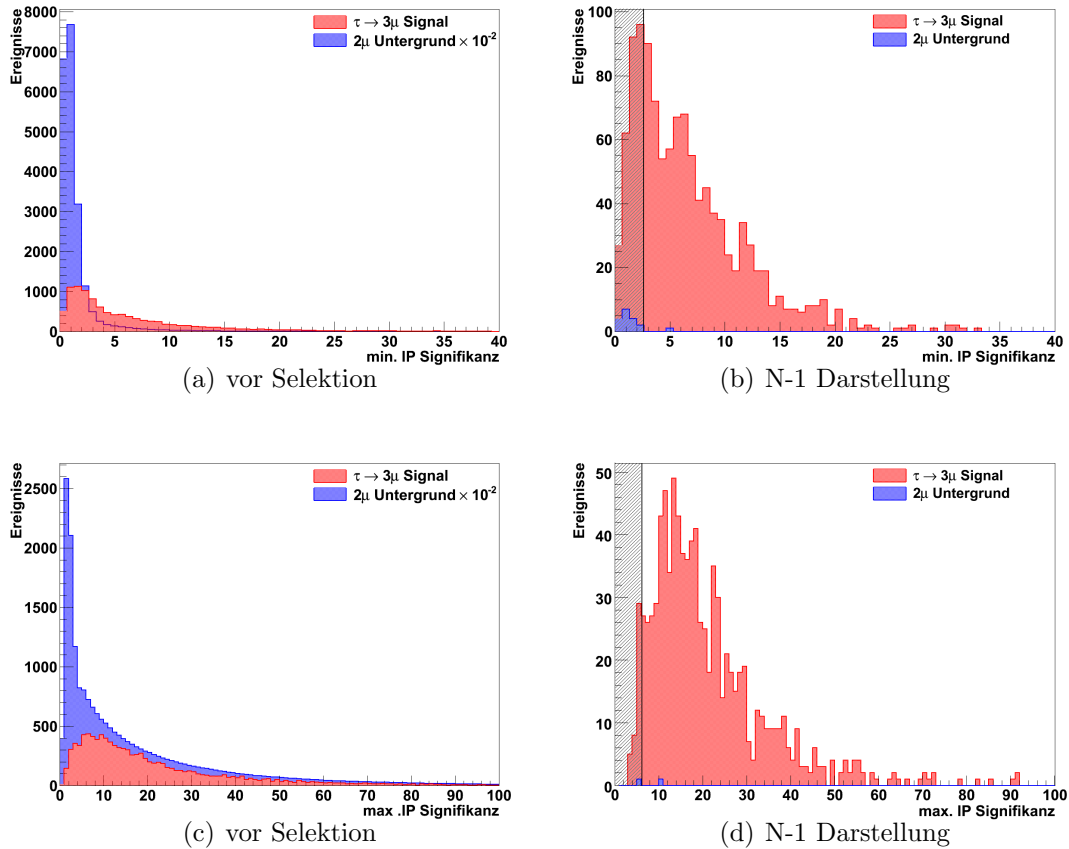 Ereignisse
8000
7000
6000
5000
4000
3000
2000
1000
0
τ → 3μ Signal
2μ Untergrund × 10⁻²
0 5 10 15 20 25 30 35 40
min. IP Signifikanz
(a) vor Selektion
Ereignisse
100
80
60
40
20
0
τ → 3μ Signal
2μ Untergrund
0 5 10 15 20 25 30 35 40
min. IP Signifikanz
(b) N-1 Darstellung
Ereignisse
2500
2000
1500
1000
500
0
τ → 3μ Signal
2μ Untergrund × 10⁻²
0 10 20 30 40 50 60 70 80 90 100
max .IP Signifikanz
(c) vor Selektion
Ereignisse
50
40
30
20
10
0
τ → 3μ Signal
2μ Untergrund
0 10 20 30 40 50 60 70 80 90 100
max. IP Signifikanz
(d) N-1 Darstellung